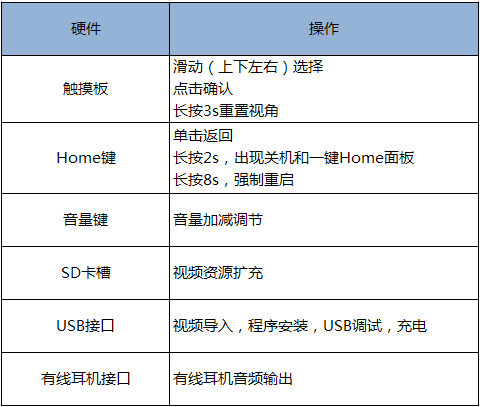 硬件 操作
触摸板
滑动（上下左右）选择
点击确认
长按3s重置视角
Home键
单击返回
长按2s，出现关机和一键Home面板
长按8s，强制重启
音量键 音量加减调节
SD卡槽 视频资源扩充
USB接口 视频导入，程序安装，USB调试，充电
有线耳机接口 有线耳机音频输出